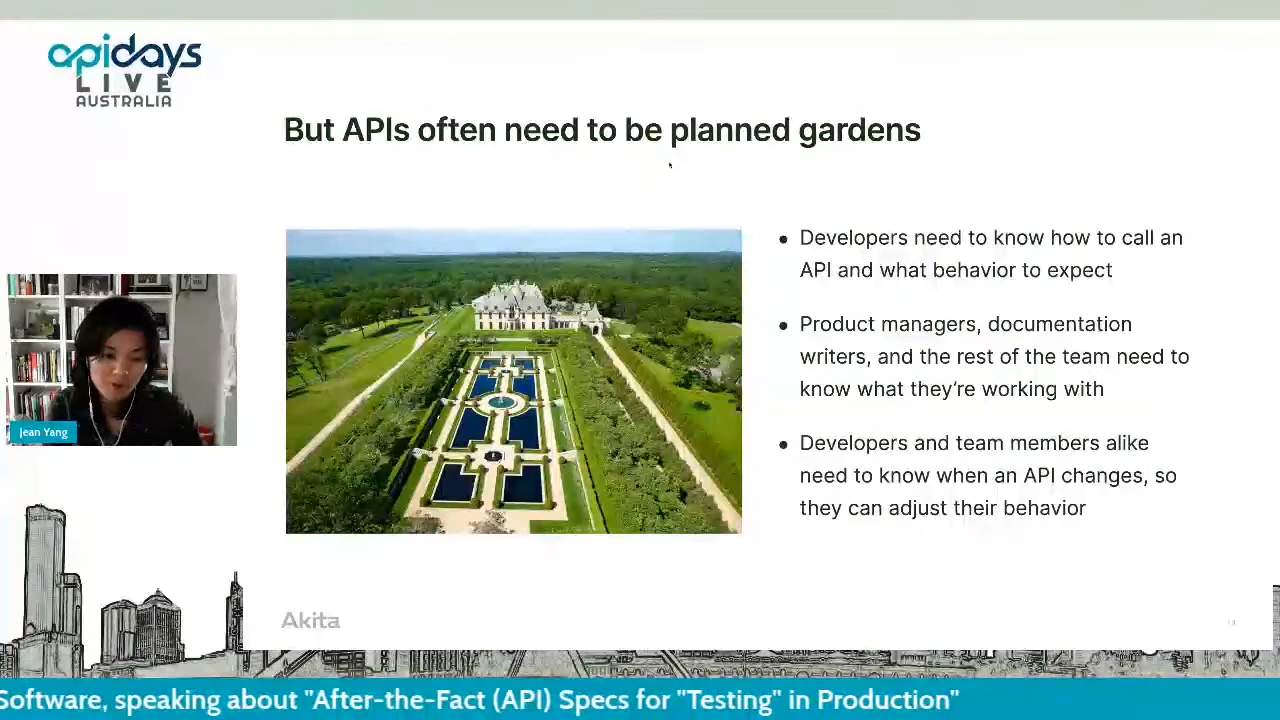 apidays
LIVE
AUSTRALIA
But APIs often need to be planned gardens
● Developers need to know how to call an
API and what behavior to expect
● Product managers, documentation
writers, and the rest of the team need to
know what they're working with
● Developers and team members alike
need to know when an API changes, so
they can adjust their behavior
Jean Yang
Akita
Software, speaking about "After-the-Fact (API) Specs for "Testing" in Production"